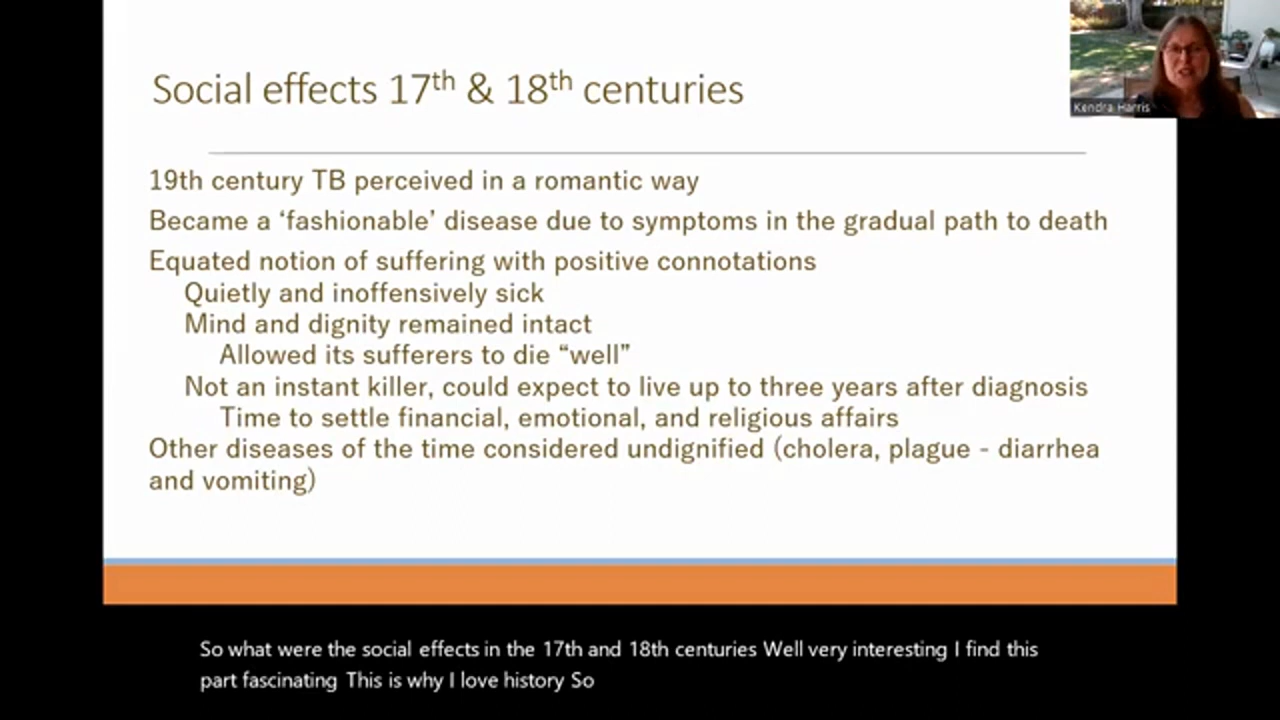 Social effects 17th & 18th centuries
Kendra Harris
19th century TB perceived in a romantic way
Became a ‘fashionable’ disease due to symptoms in the gradual path to death
Equated notion of suffering with positive connotations
Quietly and inoffensively sick
Mind and dignity remained intact
Allowed its sufferers to die “well”
Not an instant killer, could expect to live up to three years after diagnosis
Time to settle financial, emotional, and religious affairs
Other diseases of the time considered undignified (cholera, plague - diarrhea
and vomiting)
So what were the social effects in the 17th and 18th centuries Well very interesting I find this
part fascinating This is why I love history So